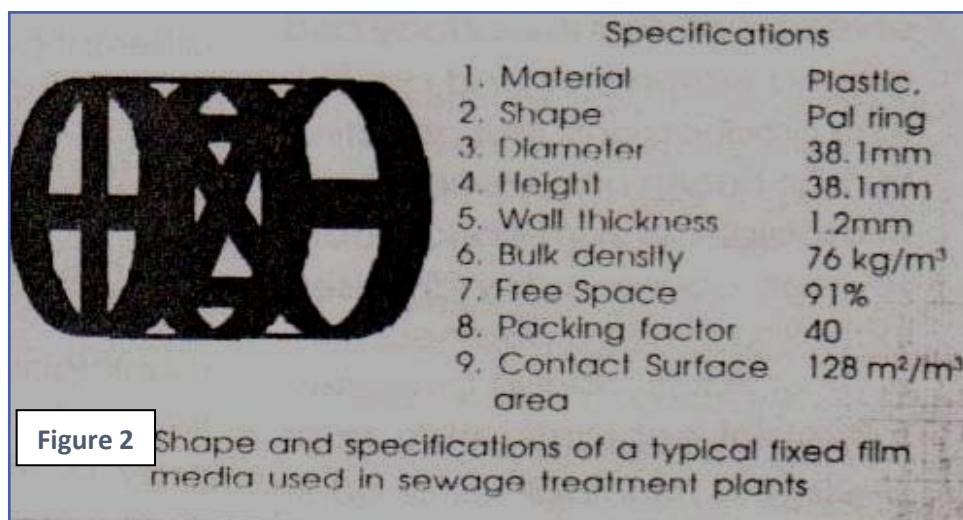 Specifications
1. Material Plastic.
2. Shape Pal ring
3. Diameter 38.1mm
4. Height 38.1mm
5. Wall thickness 1.2mm
6. Bulk density 76 kg/m³
7. Free Space 91%
8. Packing factor 40
9. Contact Surface 128 m²/m³
area
Figure 2
Shape and specifications of a typical fixed film
media used in sewage treatment plants